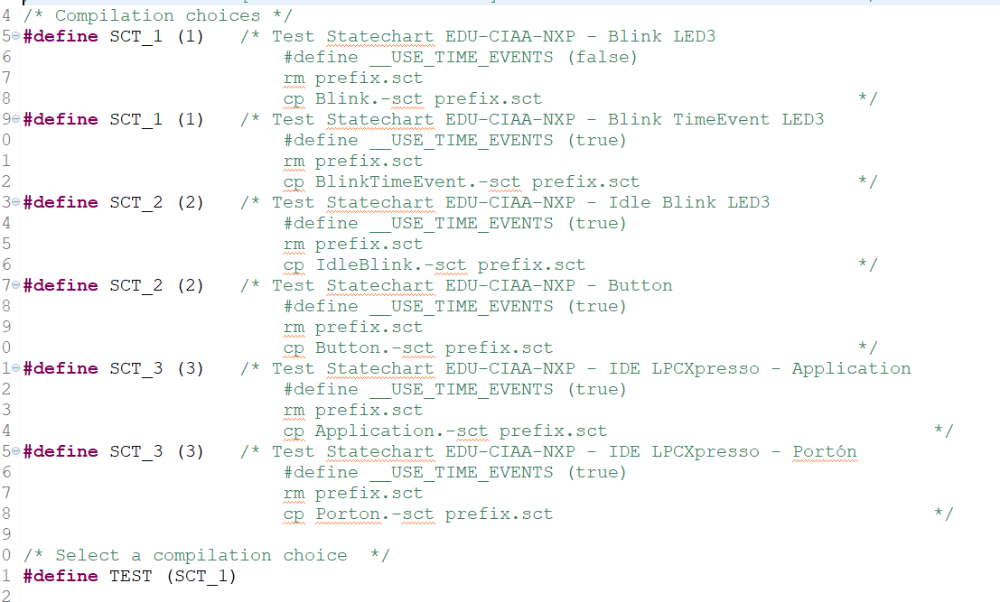 4 /* Compilation choices */
5 #define SCT_1 (1) /* Test Statechart EDU-CIAA-NXP - Blink LED3
6 #define __USE_TIME_EVENTS (false)
7 rm prefix.sct
8 cp Blink.-sct prefix.sct */
9 #define SCT_1 (1) /* Test Statechart EDU-CIAA-NXP - Blink TimeEvent LED3
0 #define __USE_TIME_EVENTS (true)
1 rm prefix.sct
2 cp BlinkTimeEvent.-sct prefix.sct */
3 #define SCT_2 (2) /* Test Statechart EDU-CIAA-NXP - Idle Blink LED3
4 #define __USE_TIME_EVENTS (true)
5 rm prefix.sct
6 cp IdleBlink.-sct prefix.sct */
7 #define SCT_2 (2) /* Test Statechart EDU-CIAA-NXP - Button
8 #define __USE_TIME_EVENTS (true)
9 rm prefix.sct
0 cp Button.-sct prefix.sct */
1 #define SCT_3 (3) /* Test Statechart EDU-CIAA-NXP - IDE LPCXpresso - Application
2 #define __USE_TIME_EVENTS (true)
3 rm prefix.sct
4 cp Application.-sct prefix.sct */
5 #define SCT_3 (3) /* Test Statechart EDU-CIAA-NXP - IDE LPCXpresso - Portón
6 #define __USE_TIME_EVENTS (true)
7 rm prefix.sct
8 cp Porton.-sct prefix.sct */
9
0 /* Select a compilation choice */
1 #define TEST (SCT_1)
2